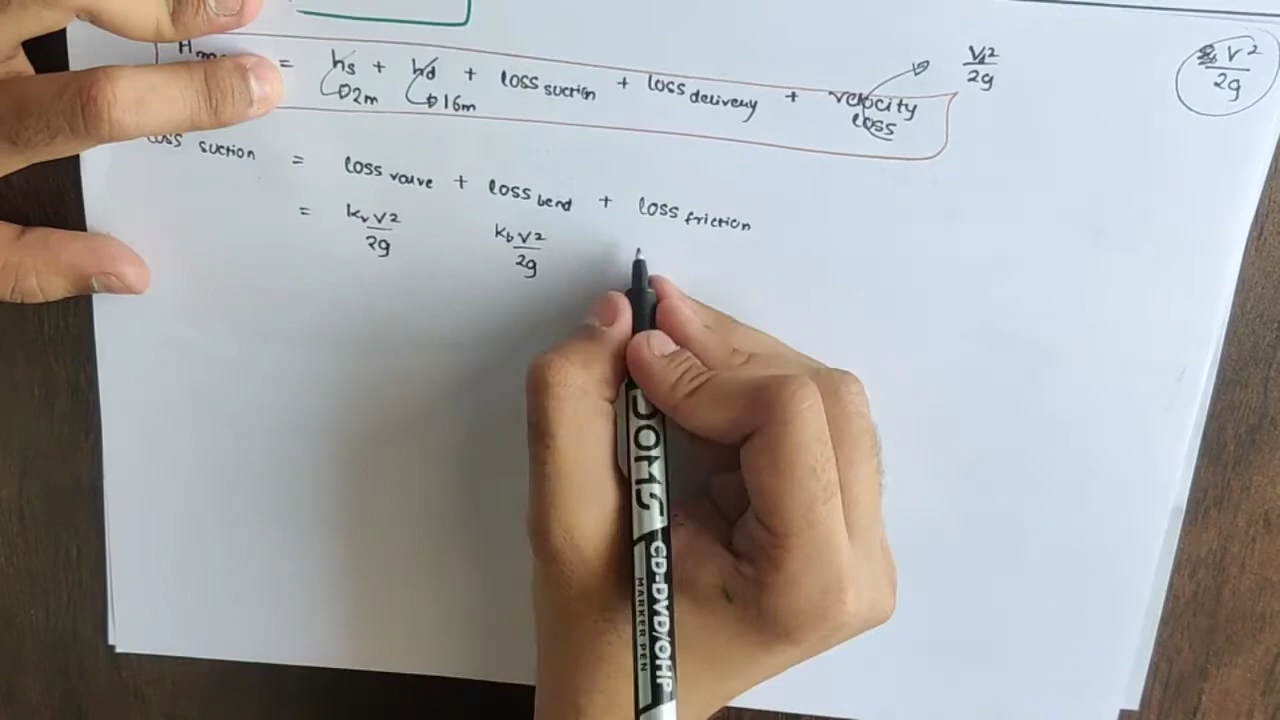 = hs + hd + loss suction + loss delivery + velocity loss
2m 16m
Vd²/2g
V²/2g
loss suction = loss valve + loss bend + loss friction
= kv V²/2g kb V²/2g
DOMS CD-DVD/OHP
MARKER PEN